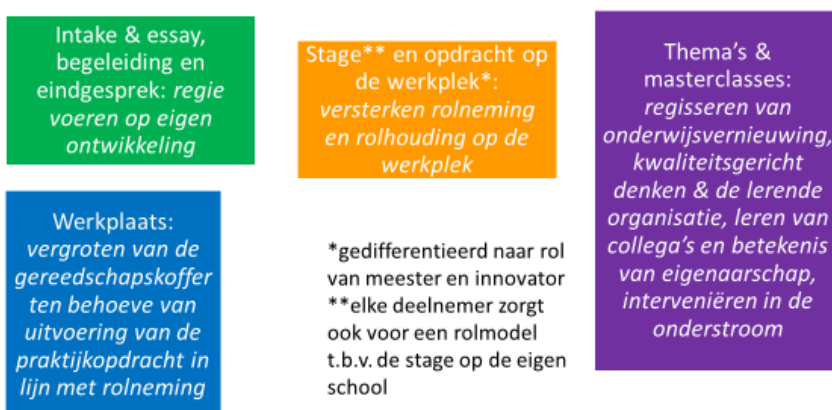 Intake & essay,
begeleiding en
eindgesprek: regie
voeren op eigen
ontwikkeling
Stage** en opdracht op
de werkplek*:
versterken rolneming
en rolhouding op de
werkplek
Thema's &
masterclasses:
regisseren van
onderwijsvernieuwing,
kwaliteitsgericht
denken & de lerende
organisatie, leren van
collega's en betekenis
van eigenaarschap,
interveniëren in de
onderstroom
Werkplaats:
vergroten van de
gereedschapskoffer
ten behoeve van
uitvoering van de
praktijkopdracht in
lijn met rolneming
*gedifferentieerd naar rol
van meester en innovator
**elke deelnemer zorgt
ook voor een rolmodel
t.b.v. de stage op de eigen
school